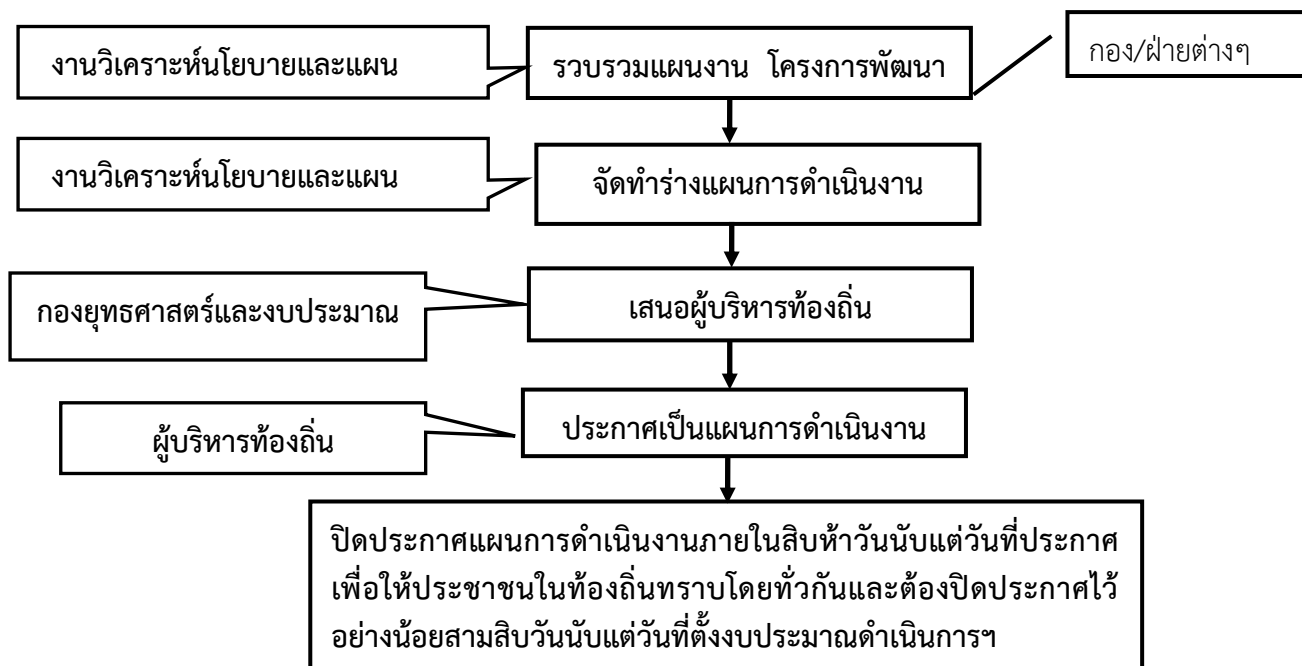 งานวิเคราะห์นโยบายและแผน
รวบรวมแผนงาน โครงการพัฒนา
กอง/ฝ่ายต่างๆ
งานวิเคราะห์นโยบายและแผน
จัดทำร่างแผนการดำเนินงาน
กองยุทธศาสตร์และงบประมาณ
เสนอผู้บริหารท้องถิ่น
ผู้บริหารท้องถิ่น
ประกาศเป็นแผนการดำเนินงาน
ปิดประกาศแผนการดำเนินงานภายในสิบห้าวันนับแต่วันที่ประกาศ
เพื่อให้ประชาชนในท้องถิ่นทราบโดยทั่วกันและต้องปิดประกาศไว้
อย่างน้อยสามสิบวันนับแต่วันที่ตั้งงบประมาณดำเนินการฯ